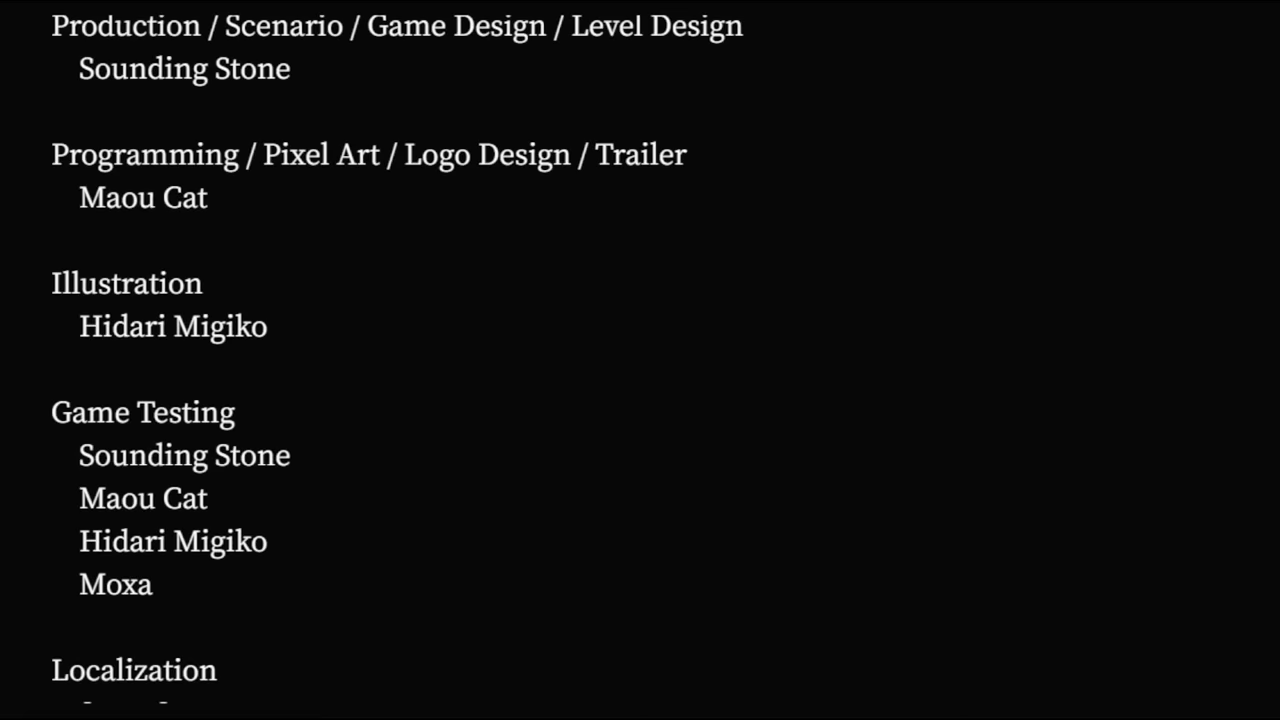 Production / Scenario / Game Design / Level Design
Sounding Stone
Programming / Pixel Art / Logo Design / Trailer
Maou Cat
Illustration
Hidari Migiko
Game Testing
Sounding Stone
Maou Cat
Hidari Migiko
Moxa
Localization